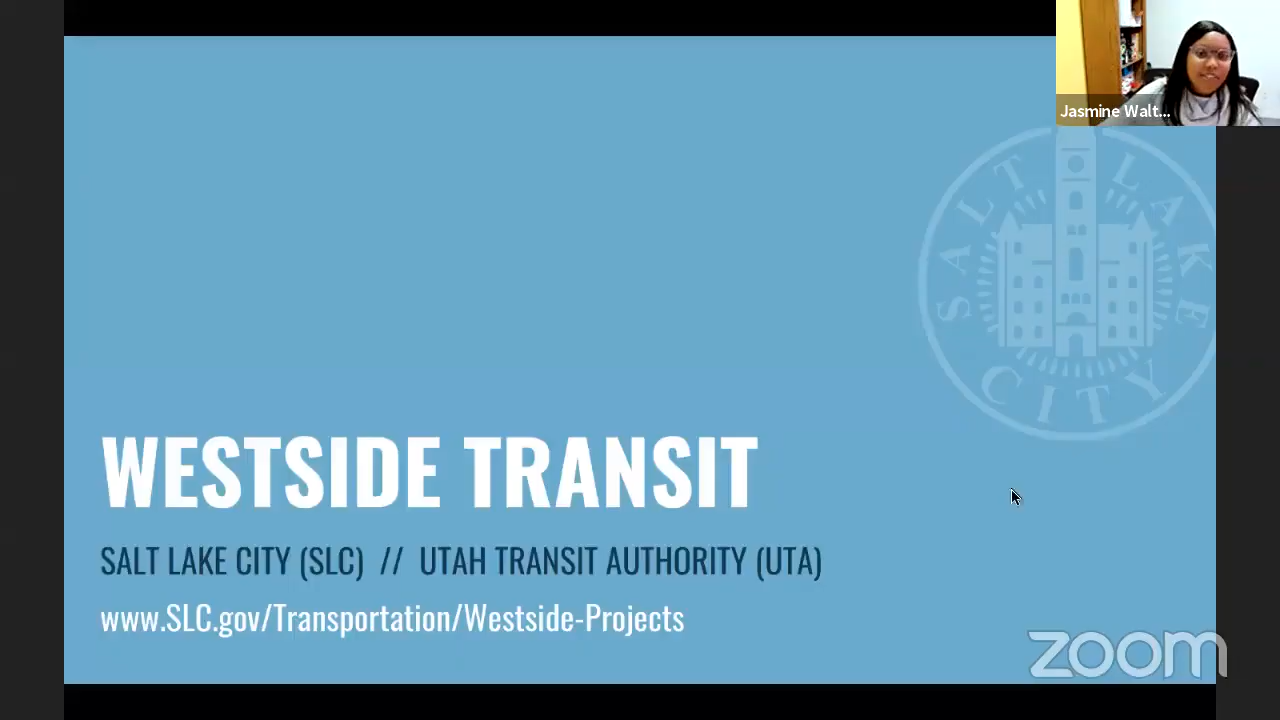 Jasmine Walt...
SALT LAKE
CITY
WESTSIDE TRANSIT
SALT LAKE CITY (SLC) // UTAH TRANSIT AUTHORITY (UTA)
www.SLC.gov/Transportation/Westside-Projects
zoom